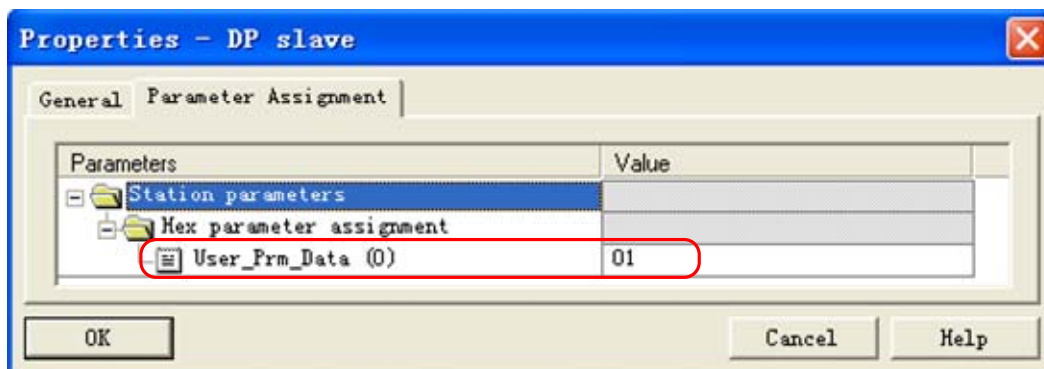 Properties - DP slave
General Parameter Assignment
Parameters Value
Station parameters
Hex parameter assignment
User_Prm_Data (0) 01
OK Cancel Help